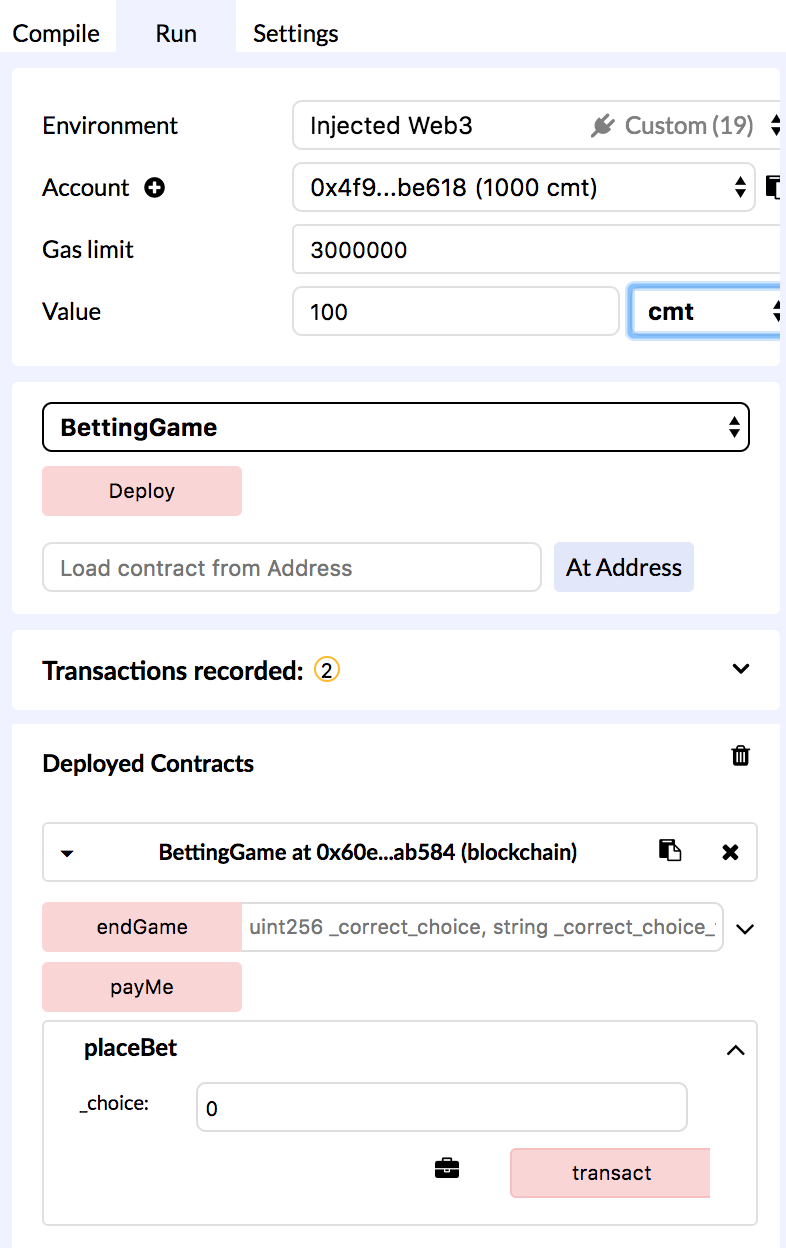 Compile Run Settings
Environment Injected Web3 Custom (19)
Account 0x4f9...be618 (1000 cmt)
Gas limit 3000000
Value 100 cmt
BettingGame
Deploy
Load contract from Address At Address
Transactions recorded: 2
Deployed Contracts
BettingGame at 0x60e...ab584 (blockchain)
endGame uint256 _correct_choice, string _correct_choice_
payMe
placeBet
_choice: 0
transact